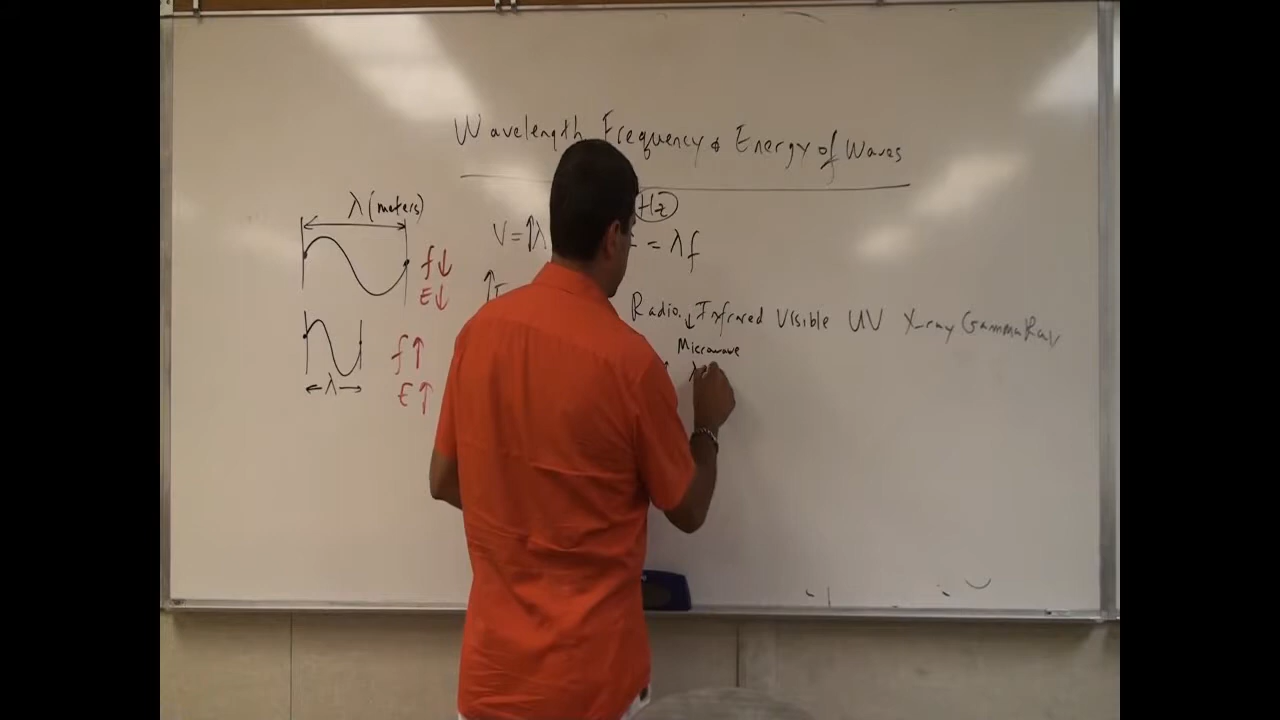 Wavelength Frequency & Energy of Waves
λ (meters)
Hz
V = ↑λ
= λf
f↓
E↓
Radio Infrared Visible UV X-ray Gamma Ray
↓
Microwave
f↑
λ
λ
E↑